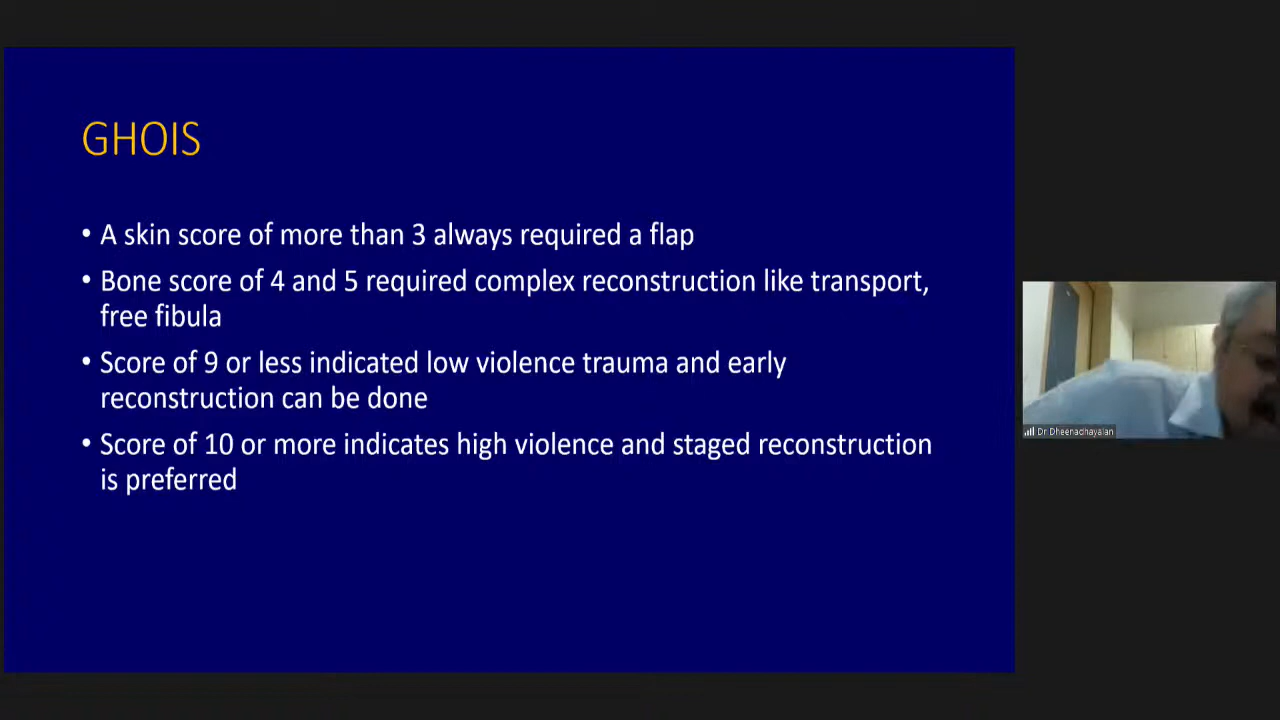 GHOIS
• A skin score of more than 3 always required a flap
• Bone score of 4 and 5 required complex reconstruction like transport,
free fibula
• Score of 9 or less indicated low violence trauma and early
reconstruction can be done
• Score of 10 or more indicates high violence and staged reconstruction
is preferred
Dr Dheenadhayalan